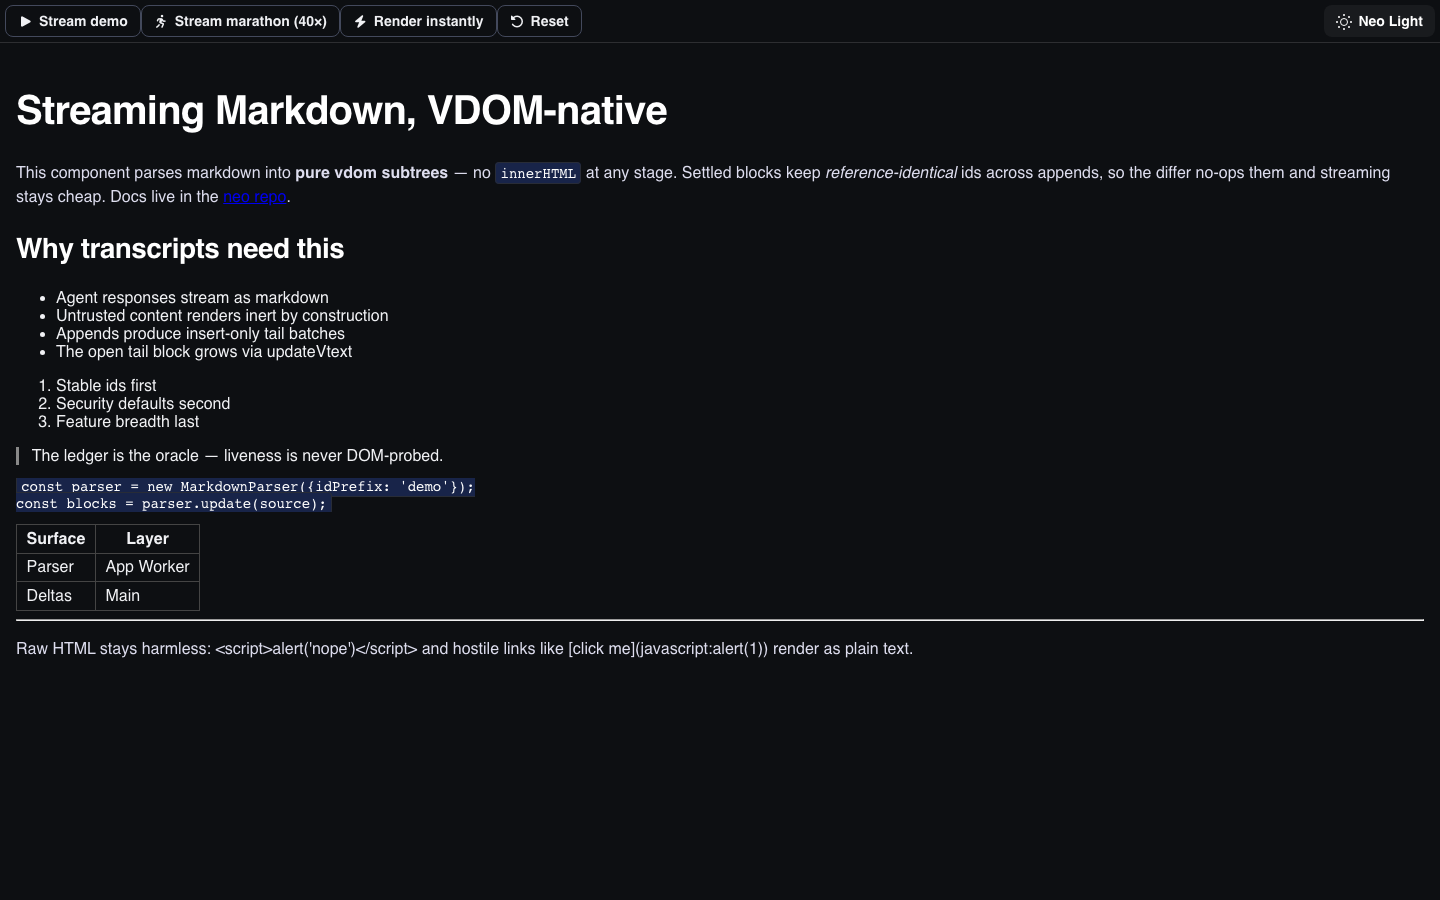 Stream demo
Stream marathon (40×)
Render instantly
Reset
Neo Light
Streaming Markdown, VDOM-native
This component parses markdown into pure vdom subtrees — no innerHTML at any stage. Settled blocks keep reference-identical ids across appends, so the differ no-ops them and streaming
stays cheap. Docs live in the neo repo.
Why transcripts need this
• Agent responses stream as markdown
• Untrusted content renders inert by construction
• Appends produce insert-only tail batches
• The open tail block grows via updateVtext
1. Stable ids first
2. Security defaults second
3. Feature breadth last
The ledger is the oracle — liveness is never DOM-probed.
const parser = new MarkdownParser({idPrefix: 'demo'});
const blocks = parser.update(source);
Surface Layer
Parser App Worker
Deltas Main
Raw HTML stays harmless: <script>alert('nope')</script> and hostile links like [click me](javascript:alert(1)) render as plain text.